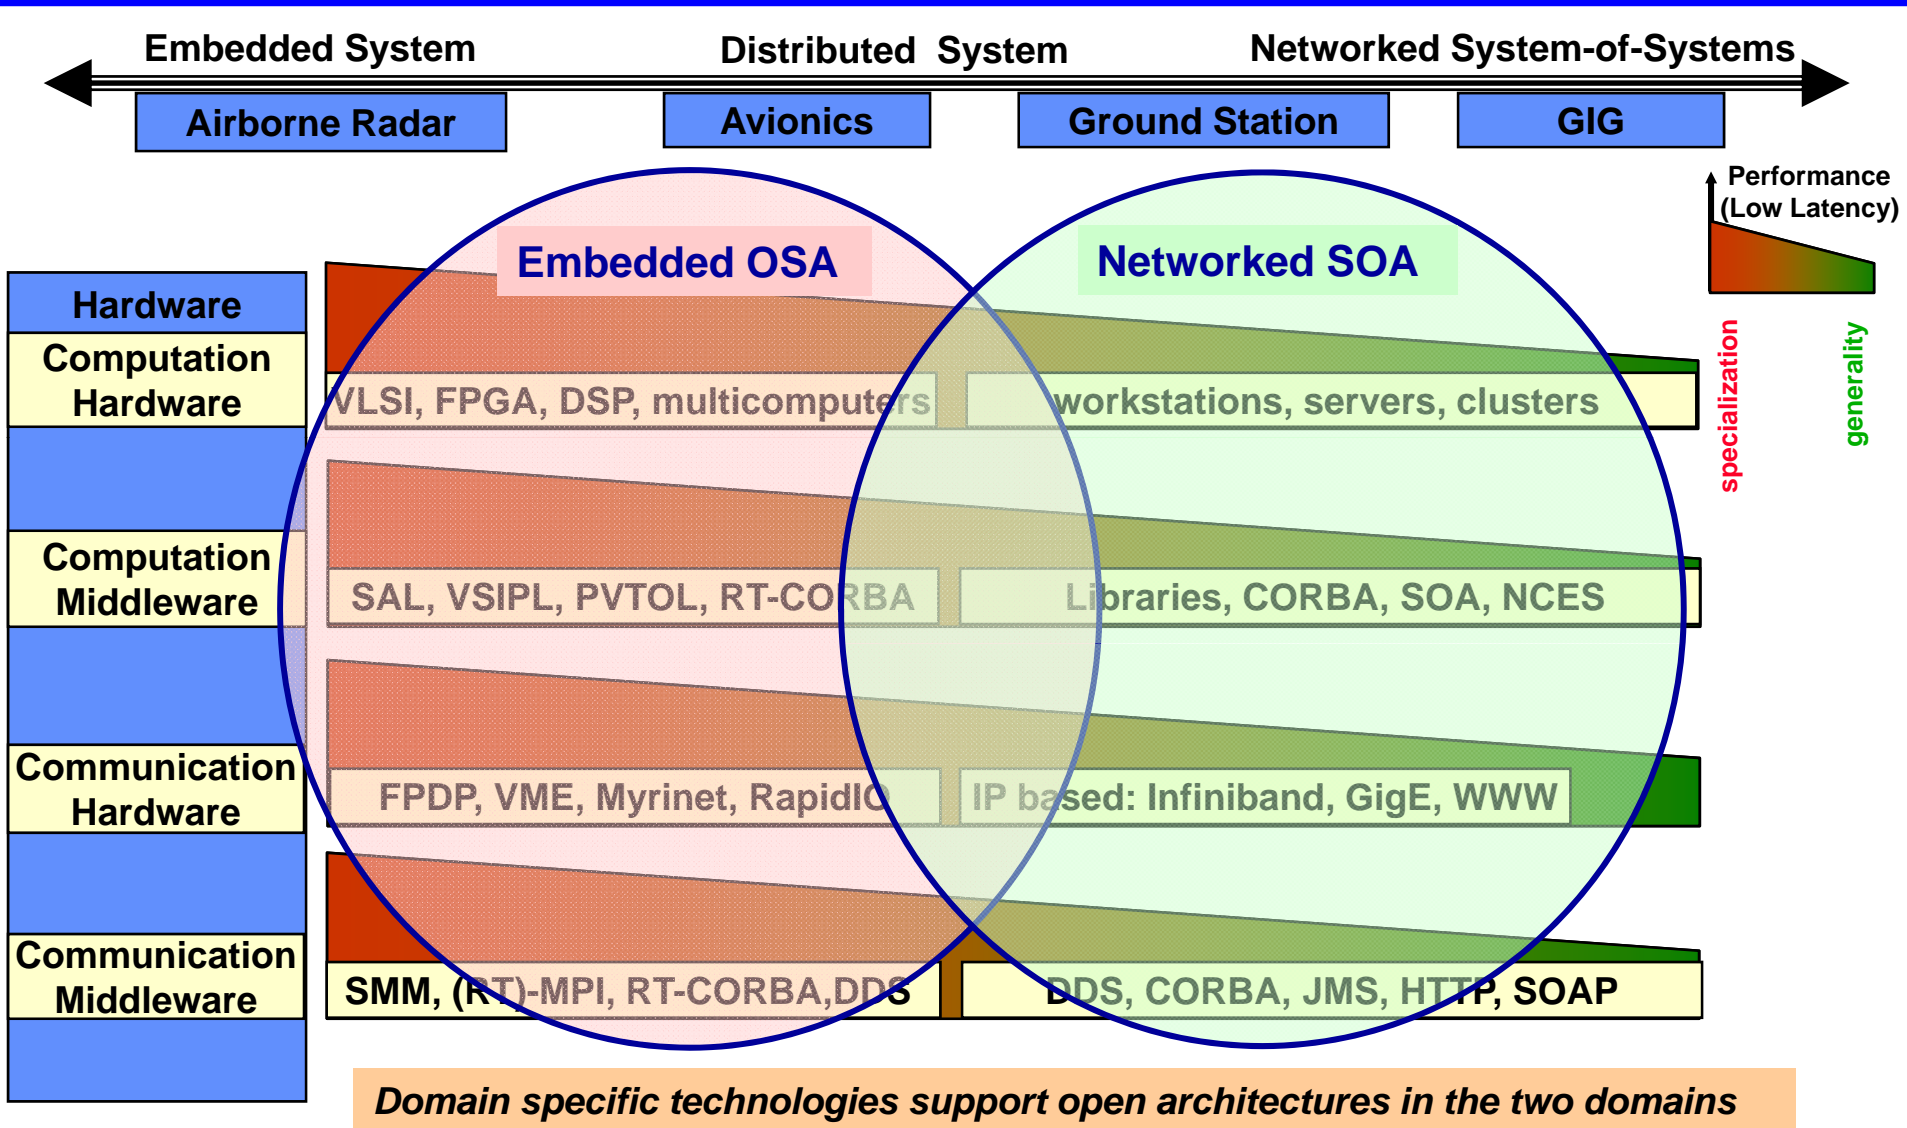 Embedded System
Distributed System
Networked System-of-Systems
Airborne Radar
Avionics
Ground Station
GIG
Performance
(Low Latency)
specialization
generality
Embedded OSA
Networked SOA
Hardware
Computation
Hardware
VLSI, FPGA, DSP, multicomputers
workstations, servers, clusters
Computation
Middleware
SAL, VSIPL, PVTOL, RT-CORBA
Libraries, CORBA, SOA, NCES
Communication
Hardware
FPDP, VME, Myrinet, RapidIO
IP based: Infiniband, GigE, WWW
Communication
Middleware
SMM, (RT)-MPI, RT-CORBA,DDS
DDS, CORBA, JMS, HTTP, SOAP
Domain specific technologies support open architectures in the two domains